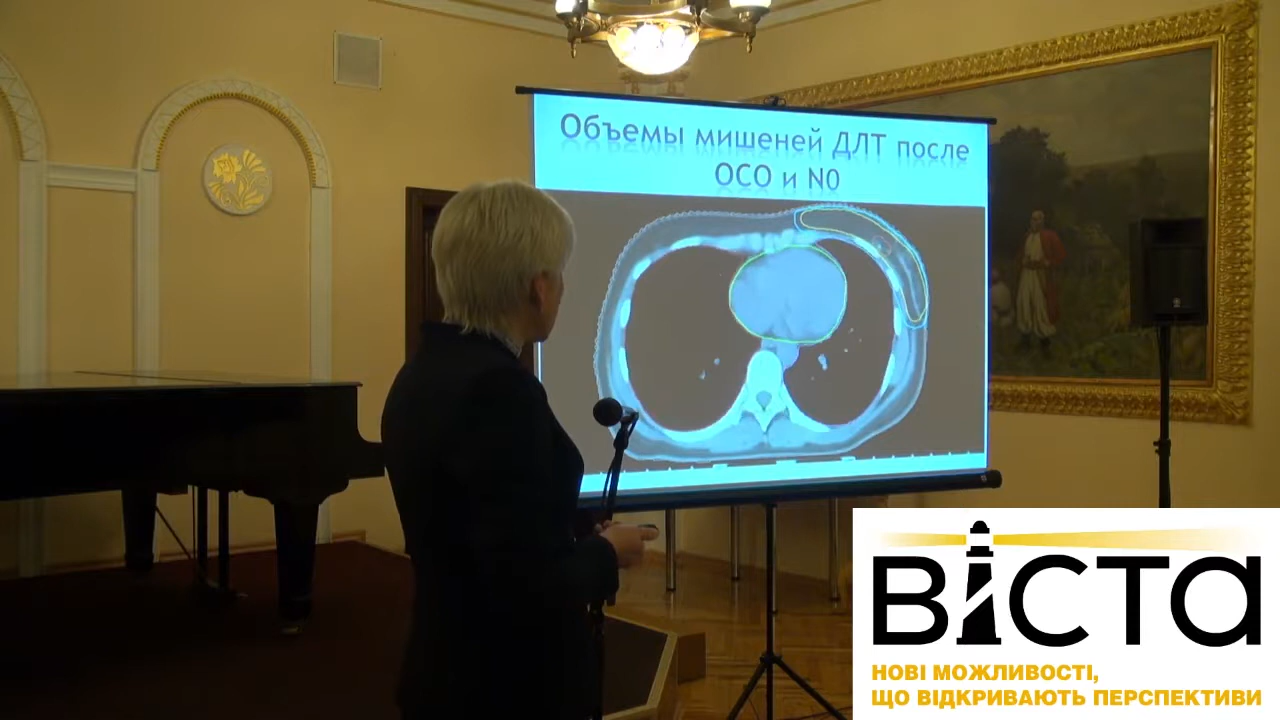 Объемы мишеней ДЛТ после
ОСО и N0
ВІСТА
НОВІ МОЖЛИВОСТІ,
ЩО ВІДКРИВАЮТЬ ПЕРСПЕКТИВИ